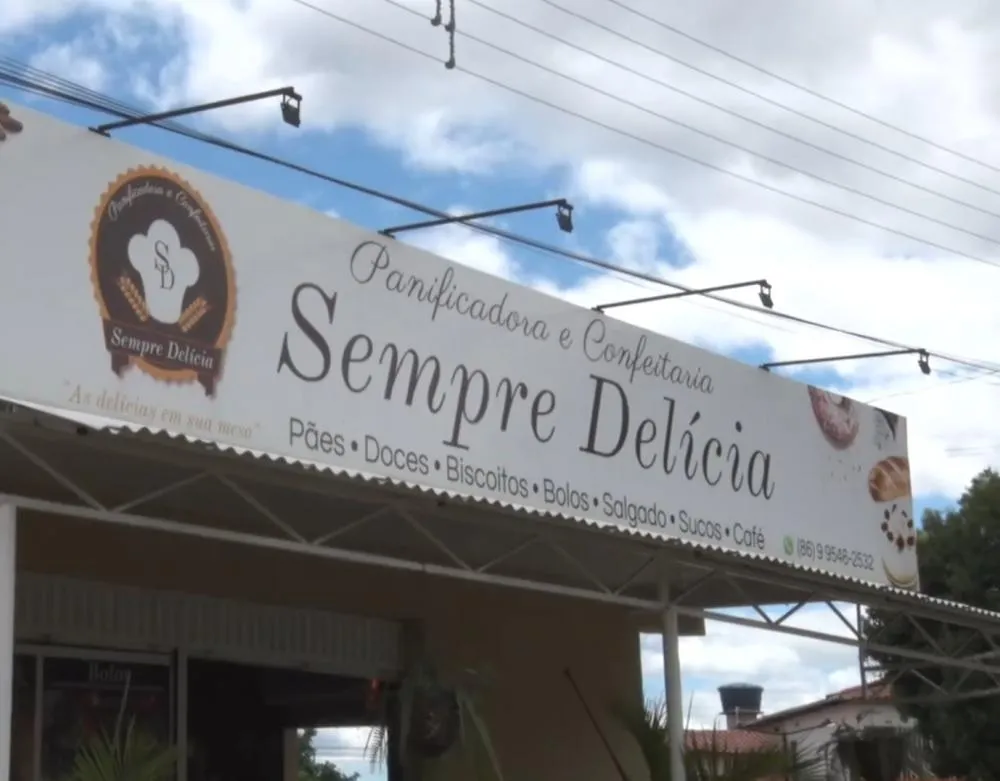 Panificadora e Confeitaria
SD
Sempre Delícia
"As delícias em sua mesa"
Panificadora e Confeitaria
Sempre Delícia
Pães • Doces • Biscoitos • Bolos • Salgado • Sucos • Café
(86) 9 9546-2532
Bolos